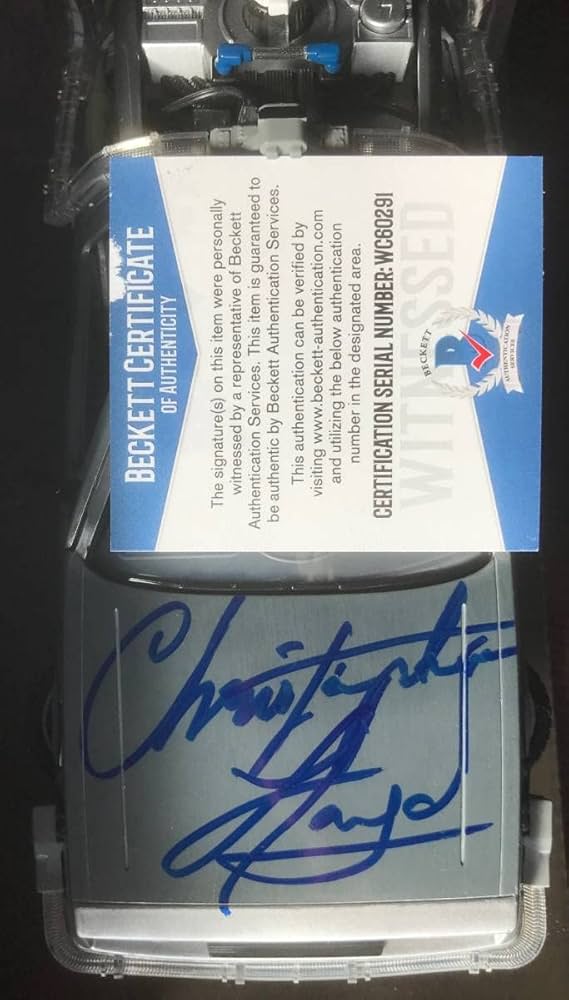 BECKETT CERTIFICATE
OF AUTHENTICITY
The signature(s) on this item were personally
witnessed by a representative of Beckett
Authentication Services. This item is guaranteed to
be authentic by Beckett Authentication Services.
This authentication can be verified by
visiting www.beckett-authentication.com
and utilizing the below authentication
number in the designated area.
CERTIFICATION SERIAL NUMBER: WC60291
WITNESSED
BECKETT
B
AUTHENTICATION
SERVICES
Christopher
Lloyd